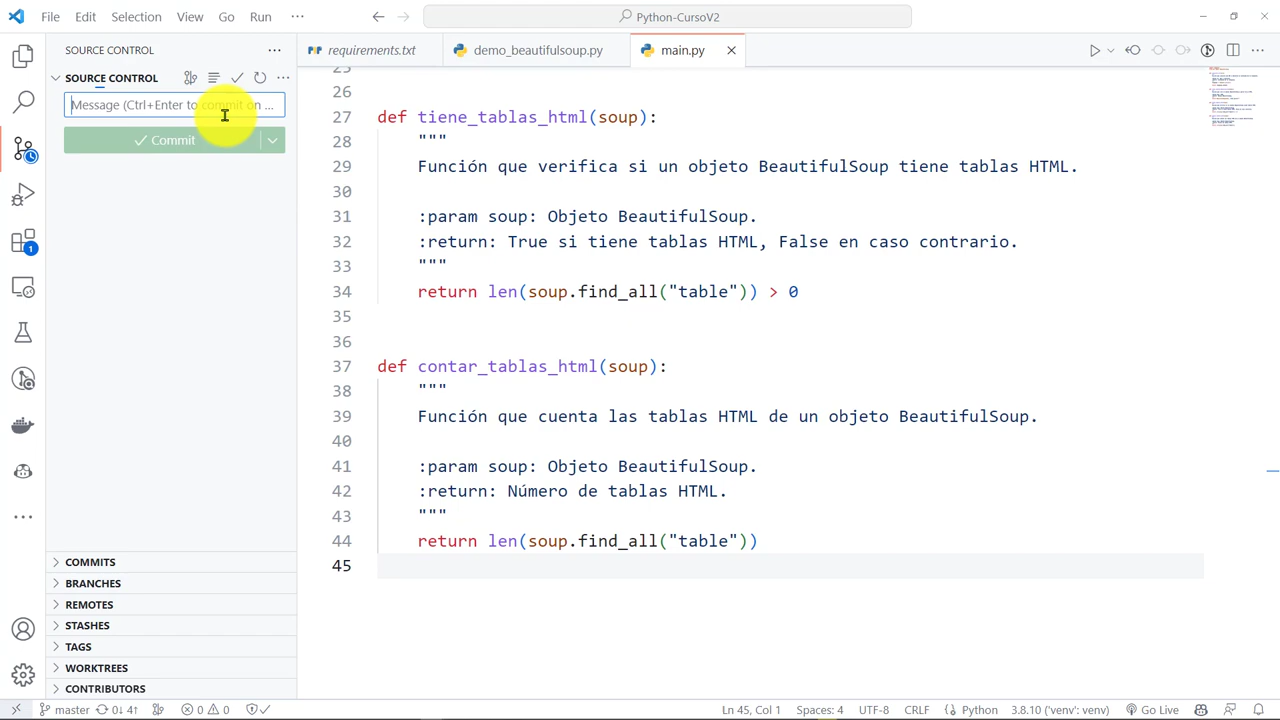 File Edit Selection View Go Run ...
Python-CursoV2
SOURCE CONTROL
requirements.txt
demo_beautifulsoup.py
main.py
SOURCE CONTROL
Message (Ctrl+Enter to commit on ...
Commit
1
26
27 def tiene_tablas_html(soup):
28 """
29 Función que verifica si un objeto BeautifulSoup tiene tablas HTML.
30
31 :param soup: Objeto BeautifulSoup.
32 :return: True si tiene tablas HTML, False en caso contrario.
33 """
34 return len(soup.find_all("table")) > 0
35
36
37 def contar_tablas_html(soup):
38 """
39 Función que cuenta las tablas HTML de un objeto BeautifulSoup.
40
41 :param soup: Objeto BeautifulSoup.
42 :return: Número de tablas HTML.
43 """
44 return len(soup.find_all("table"))
45
COMMITS
BRANCHES
REMOTES
STASHES
TAGS
WORKTREES
CONTRIBUTORS
master 0↓ 4↑ 0 0 Ln 45, Col 1 Spaces: 4 UTF-8 CRLF Python 3.8.10 ('venv': venv) Go Live